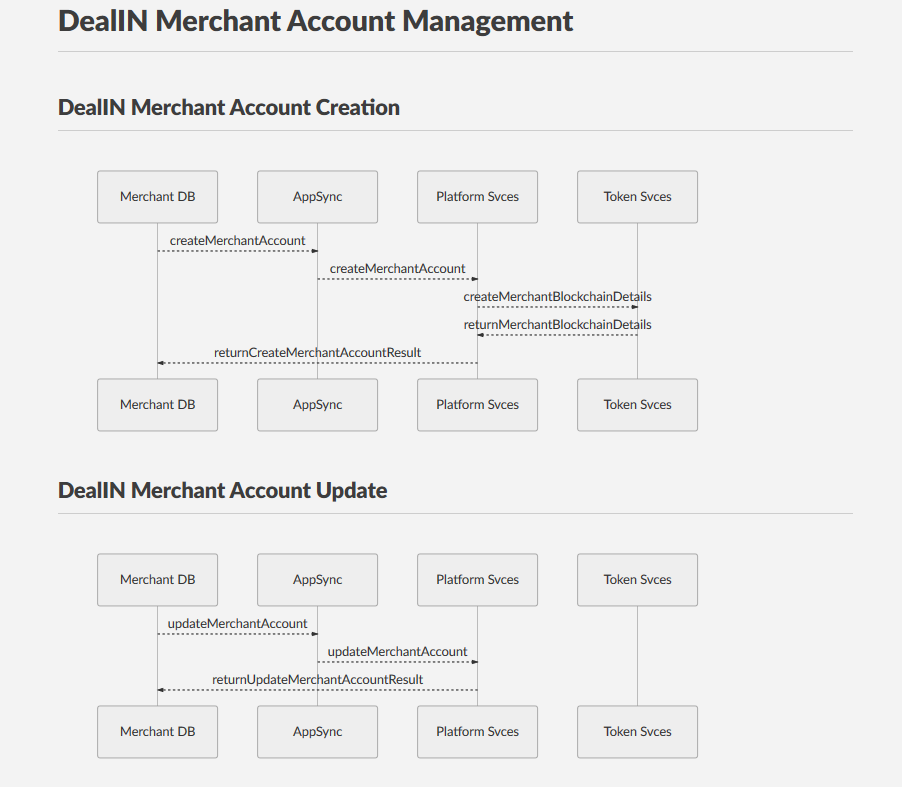 DealIN Merchant Account Management
DealIN Merchant Account Creation
Merchant DB AppSync Platform Svces Token Svces
createMerchantAccount
createMerchantAccount
createMerchantBlockchainDetails
returnMerchantBlockchainDetails
returnCreateMerchantAccountResult
Merchant DB AppSync Platform Svces Token Svces
DealIN Merchant Account Update
Merchant DB AppSync Platform Svces Token Svces
updateMerchantAccount
updateMerchantAccount
returnUpdateMerchantAccountResult
Merchant DB AppSync Platform Svces Token Svces